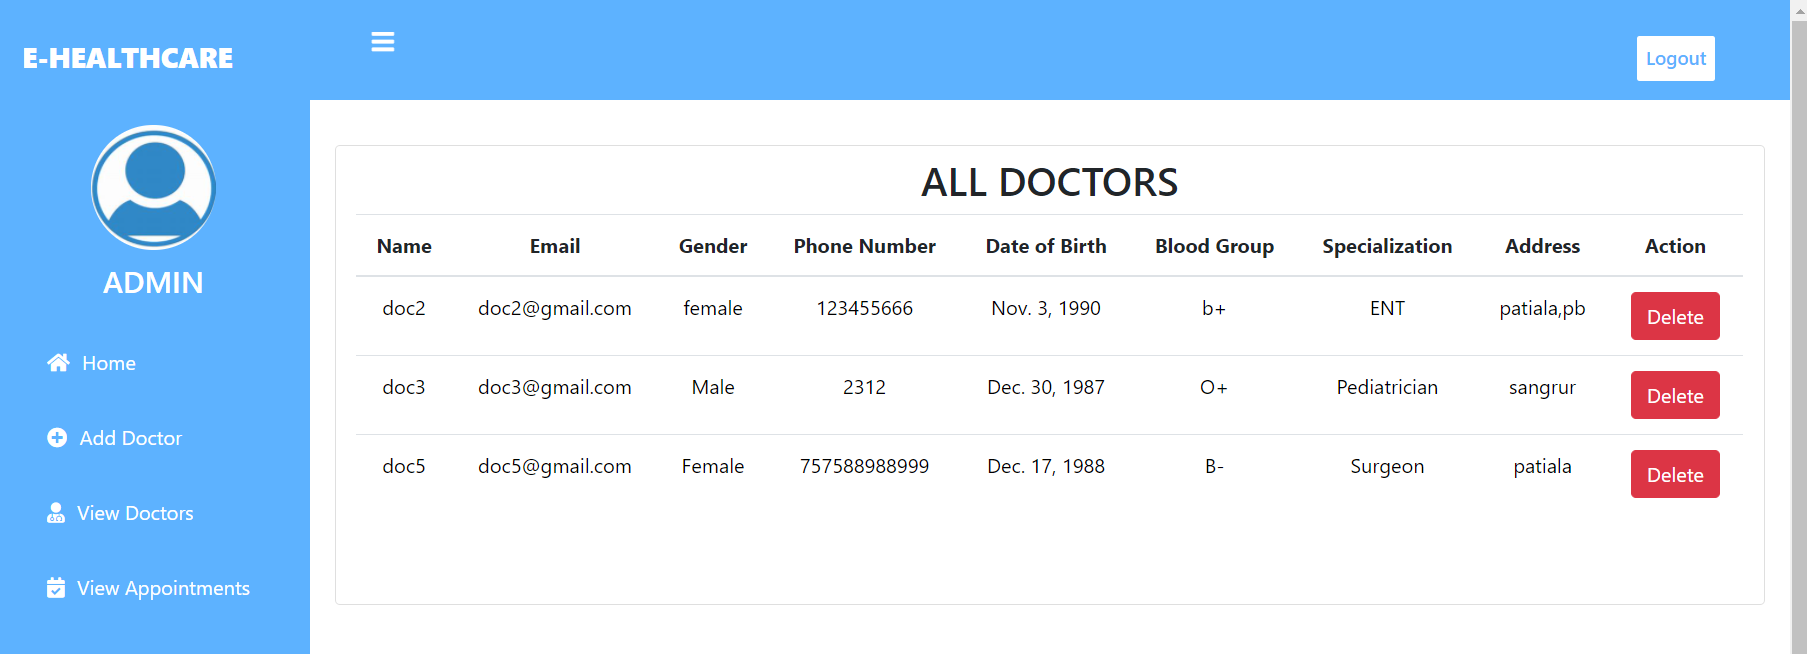 E-HEALTHCARE
Logout
ADMIN
Home
Add Doctor
View Doctors
View Appointments
ALL DOCTORS
Name Email Gender Phone Number Date of Birth Blood Group Specialization Address Action
doc2 doc2@gmail.com female 123455666 Nov. 3, 1990 b+ ENT patiala,pb Delete
doc3 doc3@gmail.com Male 2312 Dec. 30, 1987 O+ Pediatrician sangrur Delete
doc5 doc5@gmail.com Female 757588988999 Dec. 17, 1988 B- Surgeon patiala Delete